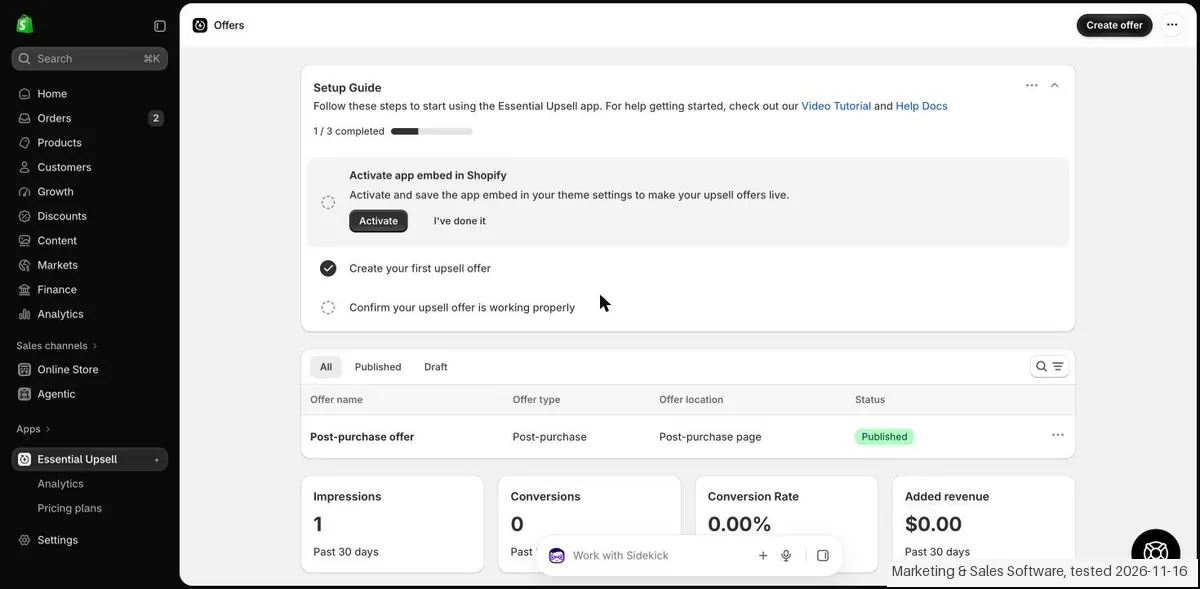 Offers
Create offer
Search ⌘K
Home
Orders 2
Products
Customers
Growth
Discounts
Content
Markets
Finance
Analytics
Sales channels
Online Store
Agentic
Apps
Essential Upsell
Analytics
Pricing plans
Settings
Setup Guide
Follow these steps to start using the Essential Upsell app. For help getting started, check out our Video Tutorial and Help Docs
1 / 3 completed
Activate app embed in Shopify
Activate and save the app embed in your theme settings to make your upsell offers live.
Activate I've done it
Create your first upsell offer
Confirm your upsell offer is working properly
All Published Draft
Offer name Offer type Offer location Status
Post-purchase offer Post-purchase Post-purchase page Published
Impressions Conversions Conversion Rate Added revenue
1 0 0.00% $0.00
Past 30 days Past Past 30 days
Work with Sidekick
Marketing & Sales Software, tested 2026-11-16